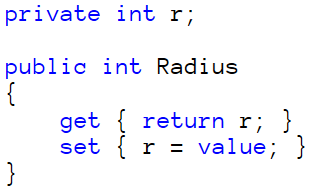 private int r;

public int Radius
{
    get { return r; }
    set { r = value; }
}